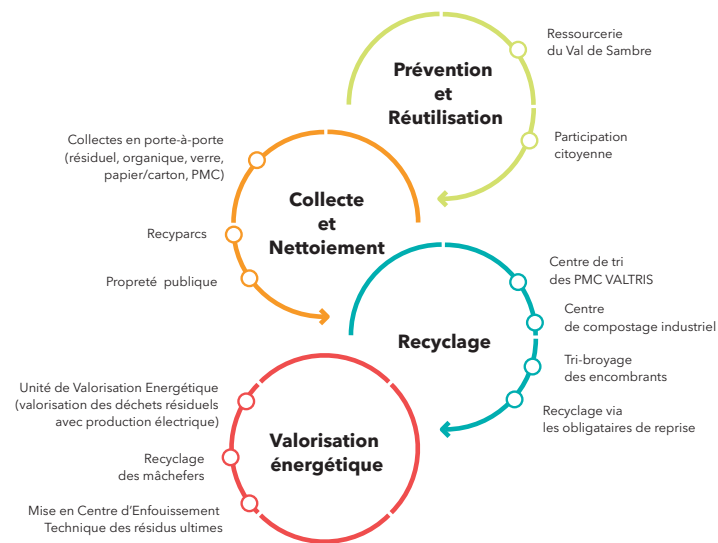 Prévention
et
Réutilisation
Ressourcerie
du Val de Sambre
Participation
citoyenne
Collecte
et
Nettoiement
Collectes en porte-à-porte
(résiduel, organique, verre,
papier/carton, PMC)
Recyparcs
Propreté publique
Recyclage
Centre de tri
des PMC VALTRIS
Centre
de compostage industriel
Tri-broyage
des encombrants
Recyclage via
les obligataires de reprise
Valorisation
énergétique
Unité de Valorisation Energétique
(valorisation des déchets résiduels
avec production électrique)
Recyclage
des mâchefers
Mise en Centre d'Enfouissement
Technique des résidus ultimes